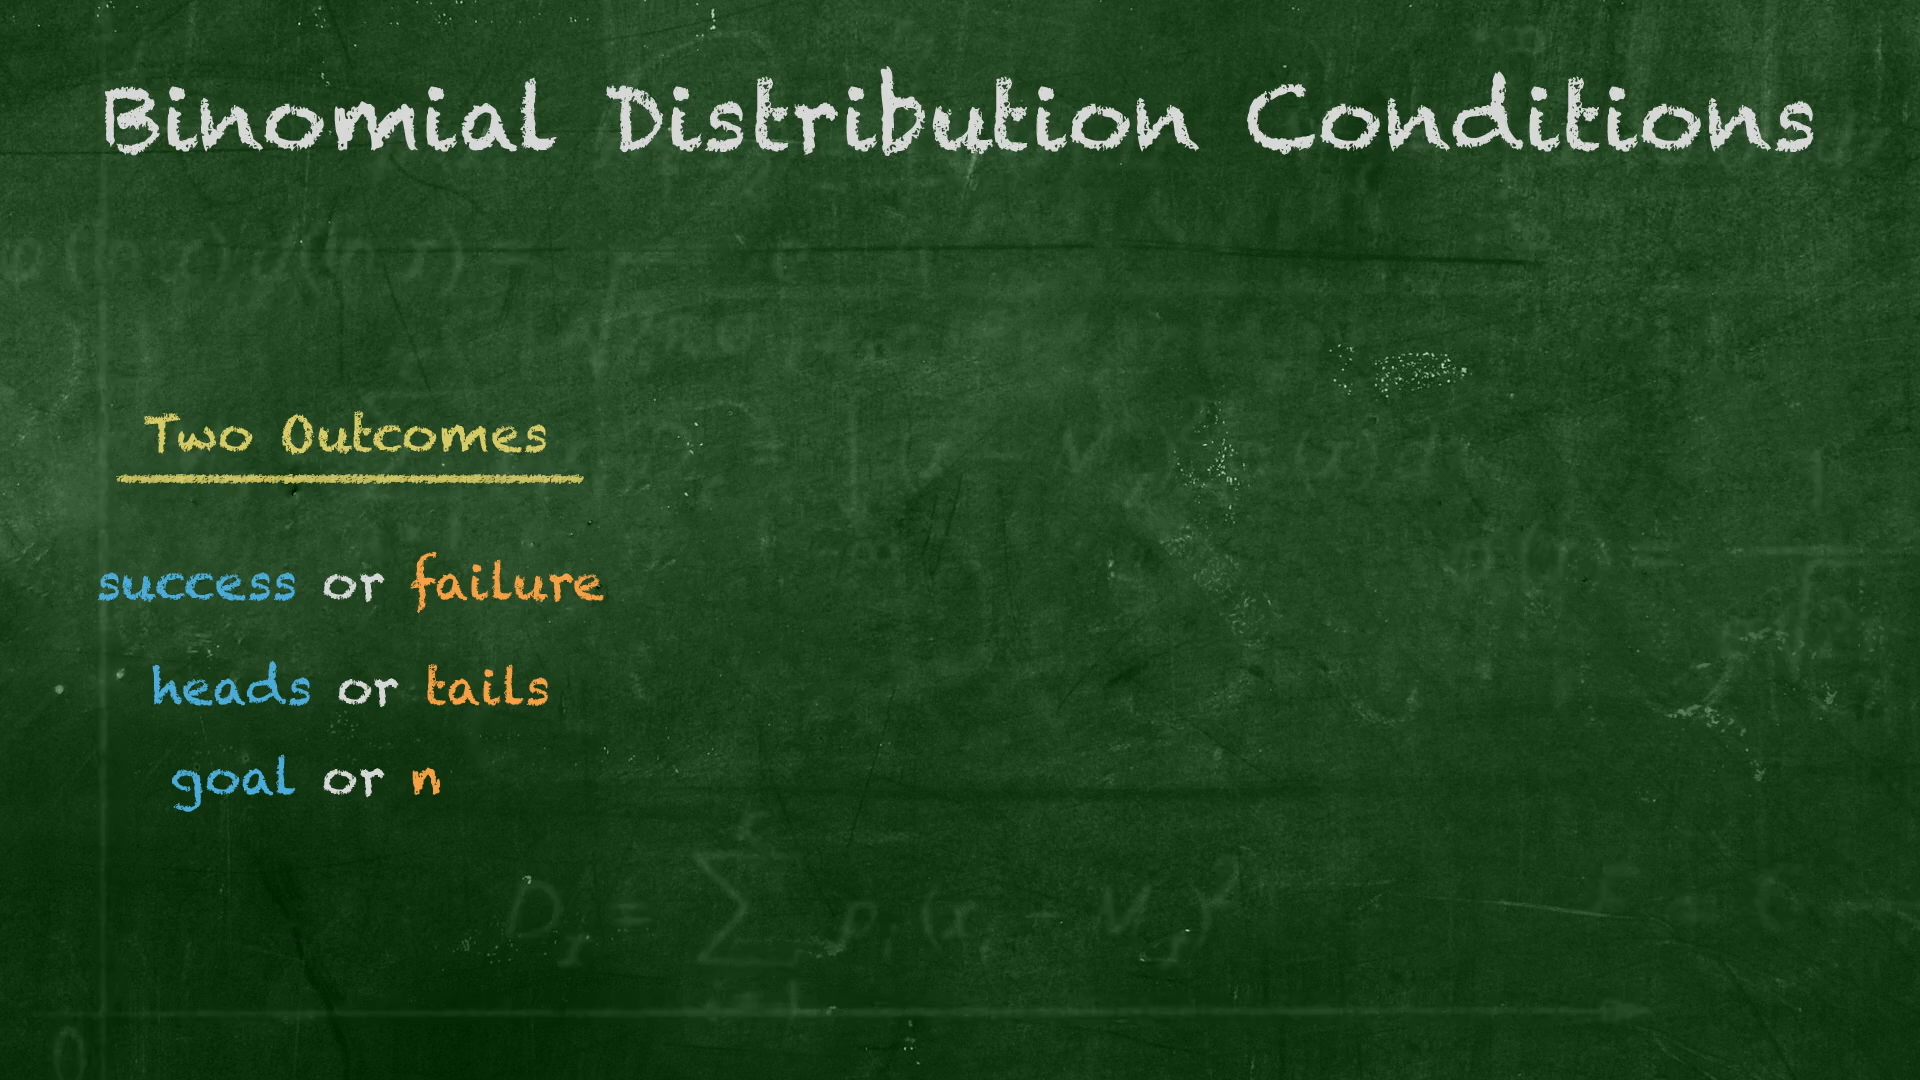 Binomial Distribution Conditions
Two Outcomes
success or failure
heads or tails
goal or n